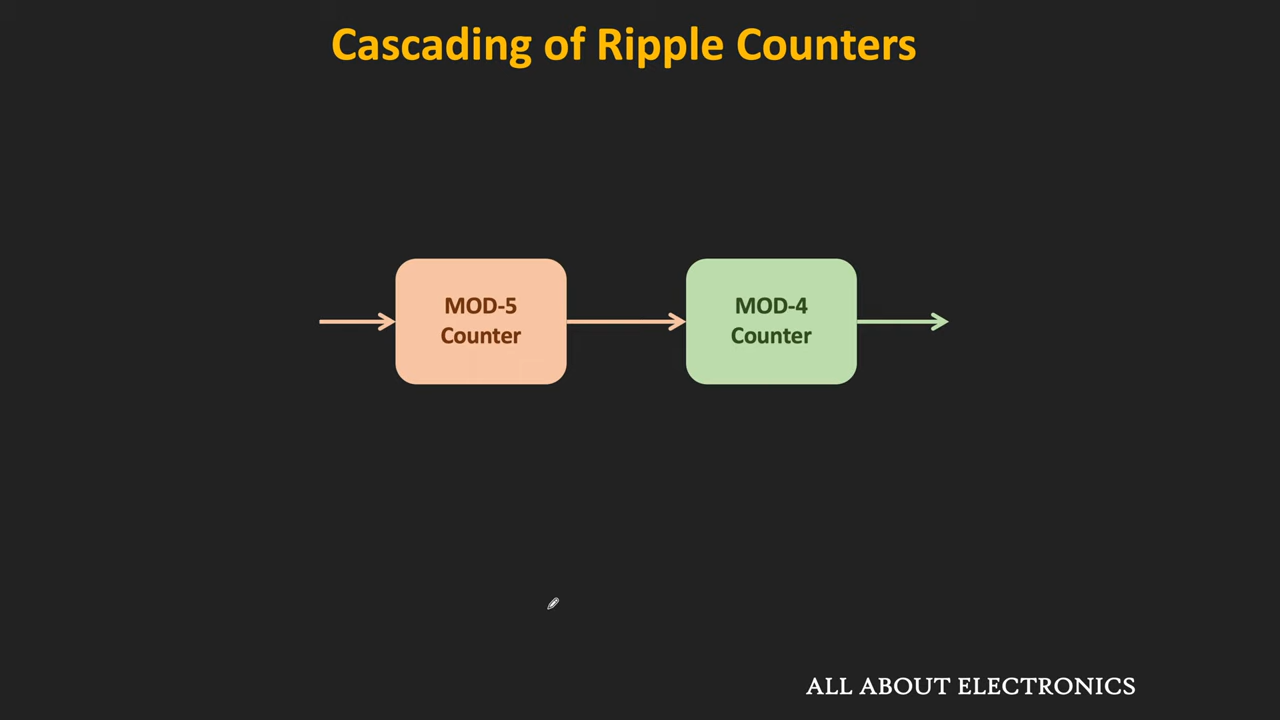 Cascading of Ripple Counters
MOD-5
Counter
MOD-4
Counter
ALL ABOUT ELECTRONICS